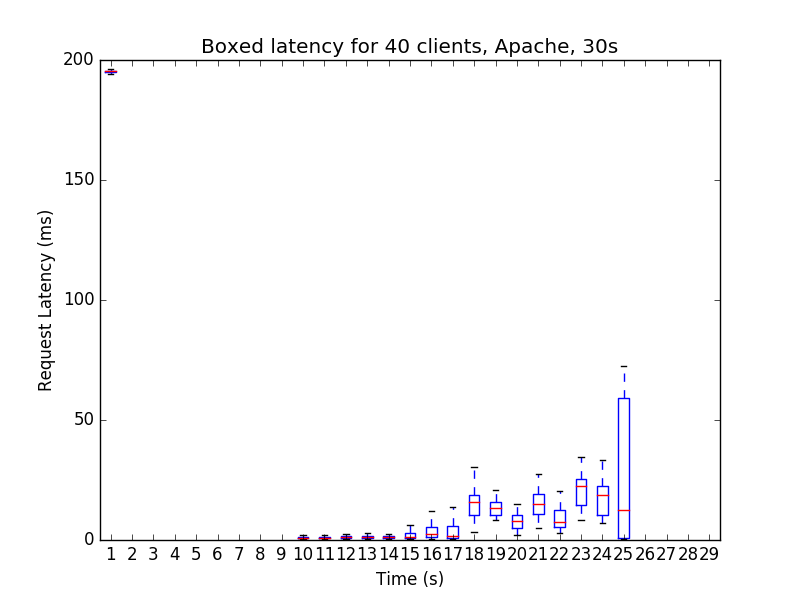 Boxed latency for 40 clients, Apache, 30s
200
150
100
50
0
Request Latency (ms)
1 2 3 4 5 6 7 8 9 10 11 12 13 14 15 16 17 18 19 20 21 22 23 24 25 26 27 28 29
Time (s)